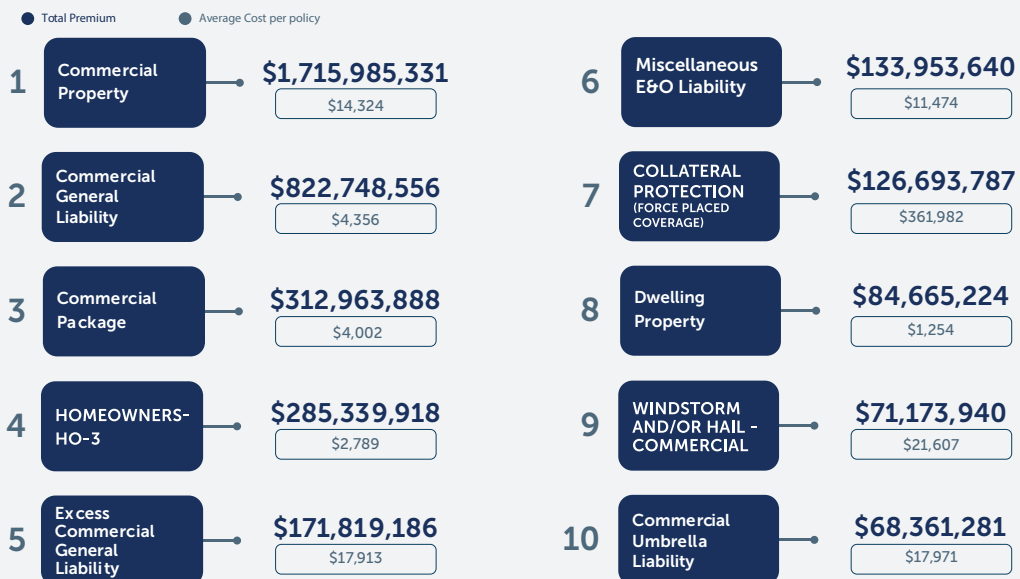 Total Premium
Average Cost per policy
1
Commercial
Property
$1,715,985,331
$14,324
2
Commercial
General
Liability
$822,748,556
$4,356
3
Commercial
Package
$312,963,888
$4,002
4
HOMEOWNERS-
HO-3
$285,339,918
$2,789
5
Excess
Commercial
General
Liability
$171,819,186
$17,913
6
Miscellaneous
E&O Liability
$133,953,640
$11,474
7
COLLATERAL
PROTECTION
(FORCE PLACED
COVERAGE)
$126,693,787
$361,982
8
Dwelling
Property
$84,665,224
$1,254
9
WINDSTORM
AND/OR HAIL -
COMMERCIAL
$71,173,940
$21,607
10
Commercial
Umbrella
Liability
$68,361,281
$17,971